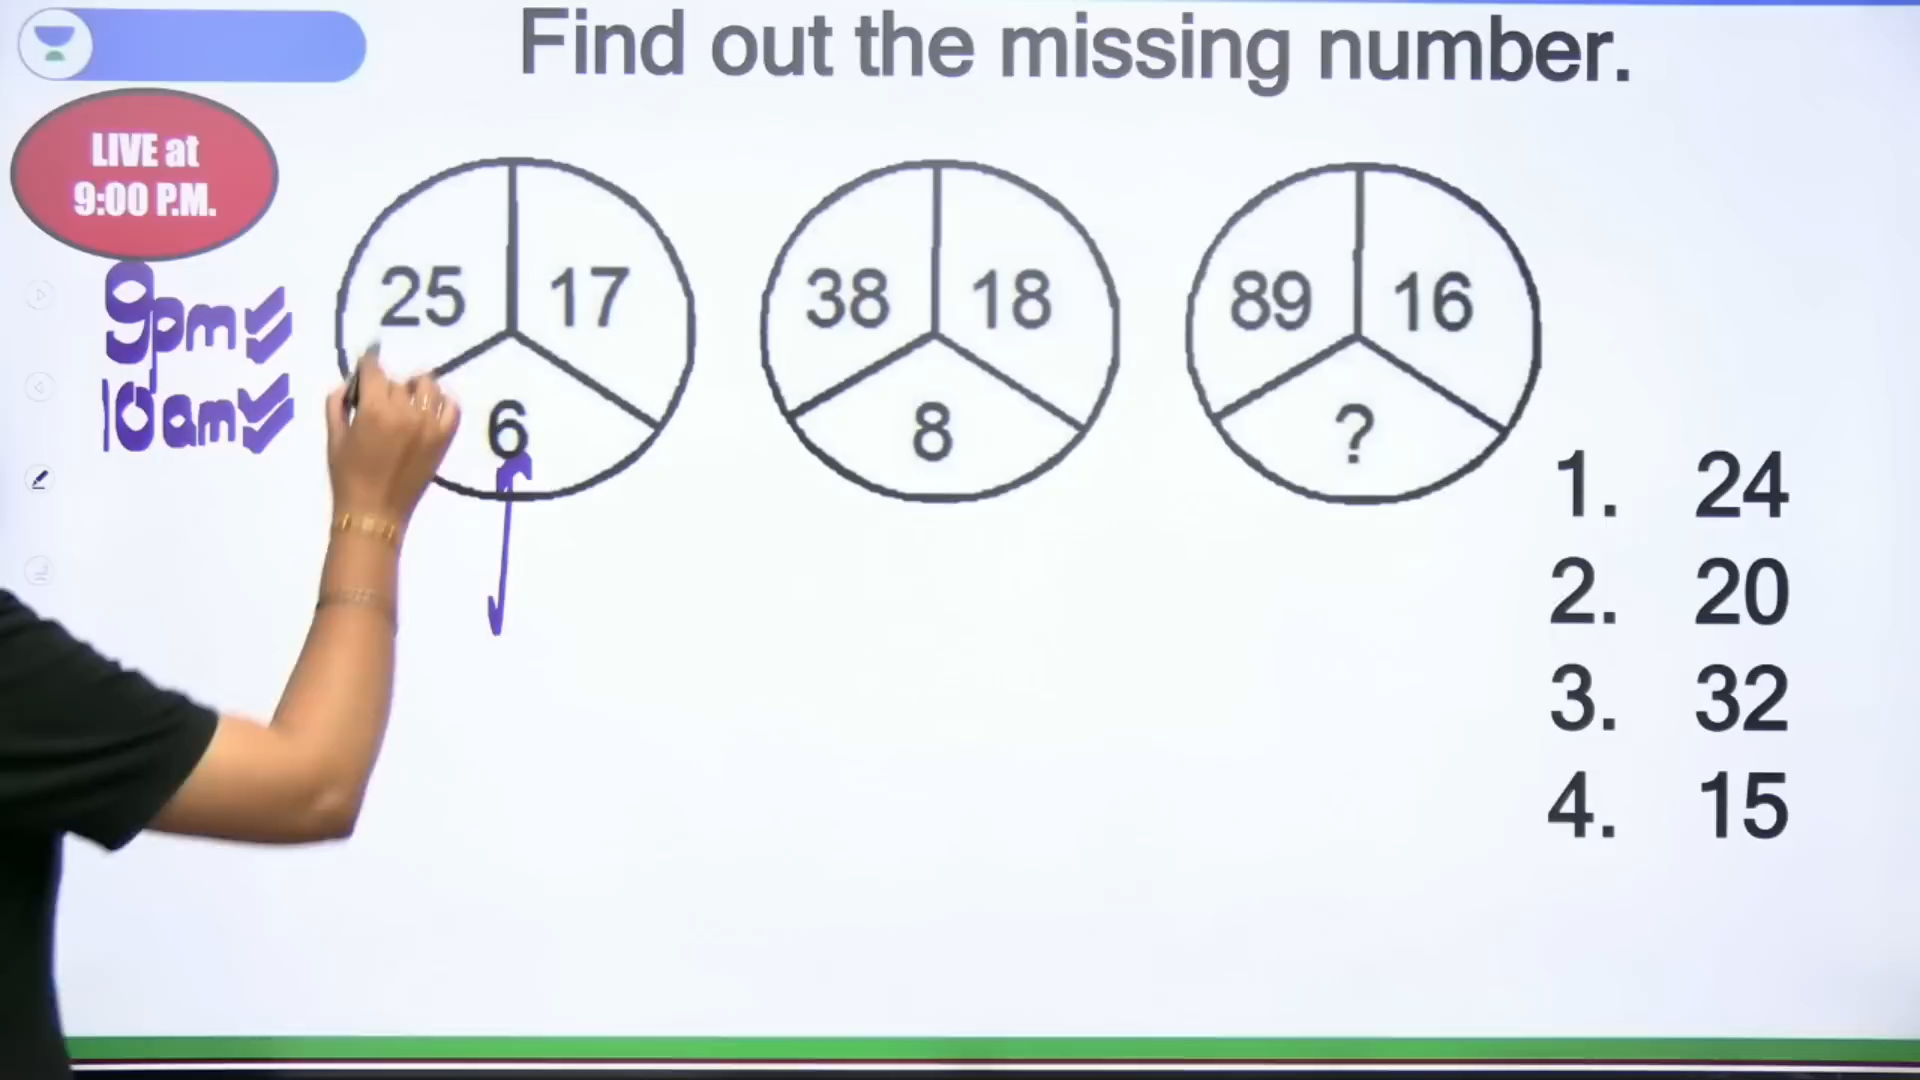 Find out the missing number.
LIVE at
9:00 P.M.
9pm
10am
25 17
6
38 18
8
89 16
?
1. 24
2. 20
3. 32
4. 15